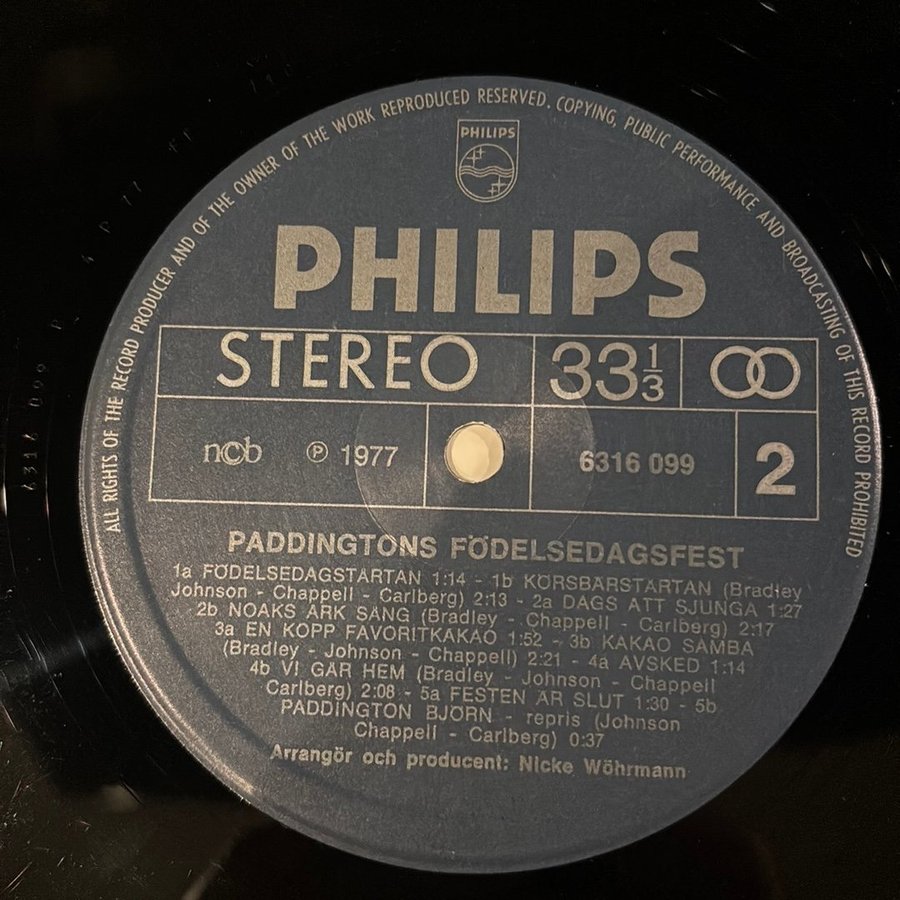 ALL RIGHTS OF THE RECORD PRODUCER AND OF THE OWNER OF THE WORK REPRODUCED RESERVED. COPYING, PUBLIC PERFORMANCE AND BROADCASTING OF THIS RECORD PROHIBITED
PHILIPS
PHILIPS
STEREO 33 1/3
ncb ℗ 1977 6316 099 2
PADDINGTONS FÖDELSEDAGSFEST
1a FÖDELSEDAGSTÅRTAN 1:14 - 1b KÖRSBÄRSTÅRTAN (Bradley
Johnson - Chappell - Carlberg) 2:13 - 2a DAGS ATT SJUNGA 1:27
2b NOAKS ARK SÅNG (Bradley - Chappell - Carlberg) 2:17
3a EN KOPP FAVORITKAKAO 1:52 - 3b KAKAO SAMBA
(Bradley - Johnson - Chappell) 2:21 - 4a AVSKED 1:14
4b VI GÅR HEM (Bradley - Johnson - Chappell
Carlberg) 2:08 - 5a FESTEN ÄR SLUT 1:30 - 5b
PADDINGTON BJÖRN - repris (Johnson
Chappell - Carlberg) 0:37
Arrangör och producent: Nicke Wöhrmann
6316 099